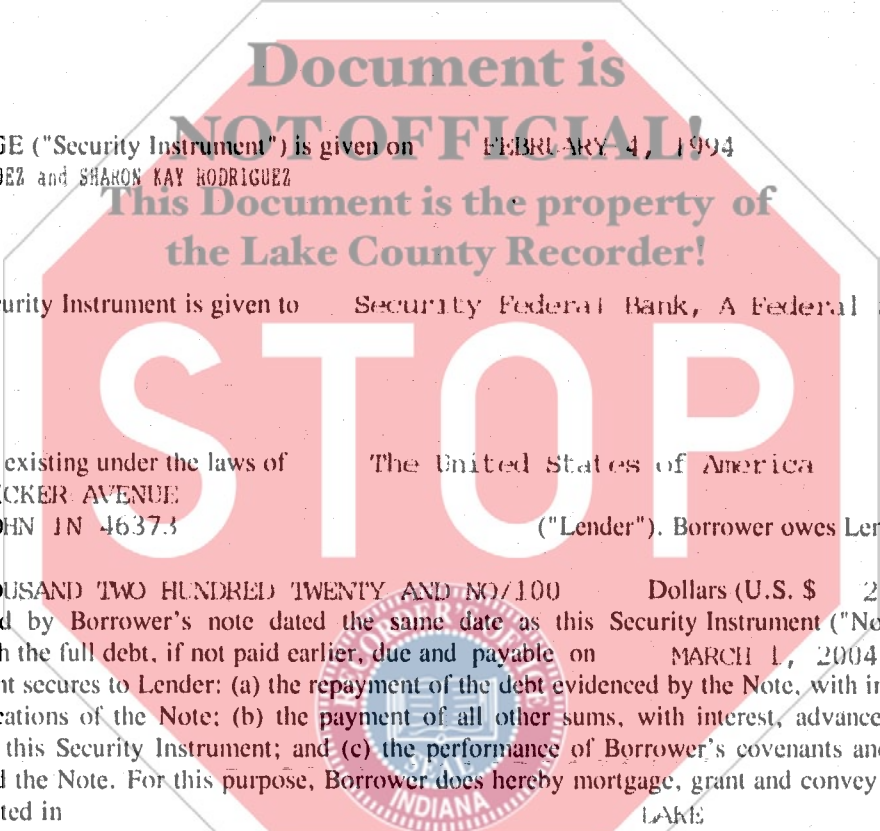 Document is
NOT OFFICIAL!
GE ("Security Instrument") is given on FEBRUARY 4, 1994
DEZ and SHARON KAY RODRIGUEZ
This Document is the property of
the Lake County Recorder!
curity Instrument is given to Security Federal Bank, A Federal
STOP
existing under the laws of The United States of America
CKER AVENUE
OHN IN 46373
("Lender"). Borrower owes Len
OUSAND TWO HUNDRED TWENTY AND NO/100 Dollars (U.S. $ 2
d by Borrower's note dated the same date as this Security Instrument ("No
h the full debt, if not paid earlier, due and payable on MARCH 1, 2004
nt secures to Lender: (a) the repayment of the debt evidenced by the Note, with in
cations of the Note; (b) the payment of all other sums, with interest, advance
this Security Instrument; and (c) the performance of Borrower's covenants and
d the Note. For this purpose, Borrower does hereby mortgage, grant and convey
ted in LAKE
RECORDER'S OFFICE
INDIANA